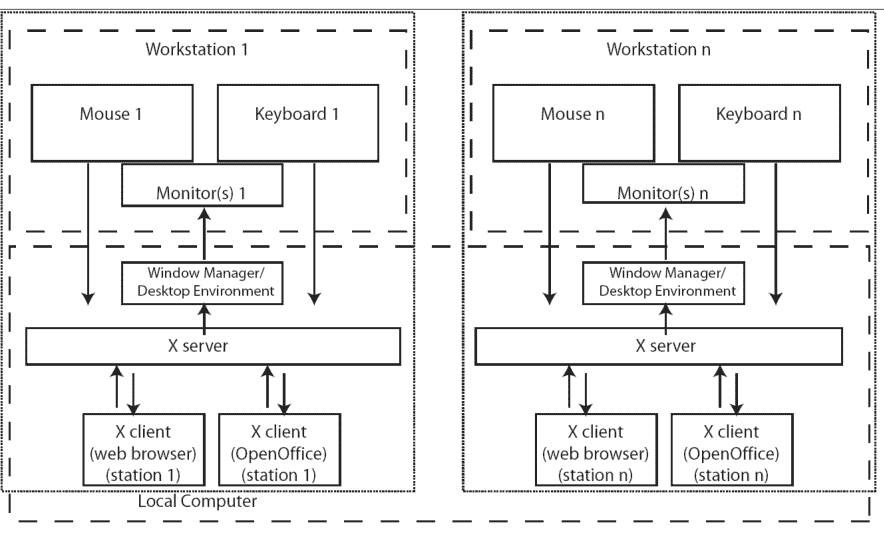 Workstation 1
Mouse 1
Keyboard 1
Monitor(s) 1
Window Manager/
Desktop Environment
X server
X client
(web browser)
(station 1)
X client
(OpenOffice)
(station 1)
Workstation n
Mouse n
Keyboard n
Monitor(s) n
Window Manager/
Desktop Environment
X server
X client
(web browser)
(station n)
X client
(OpenOffice)
(station n)
Local Computer